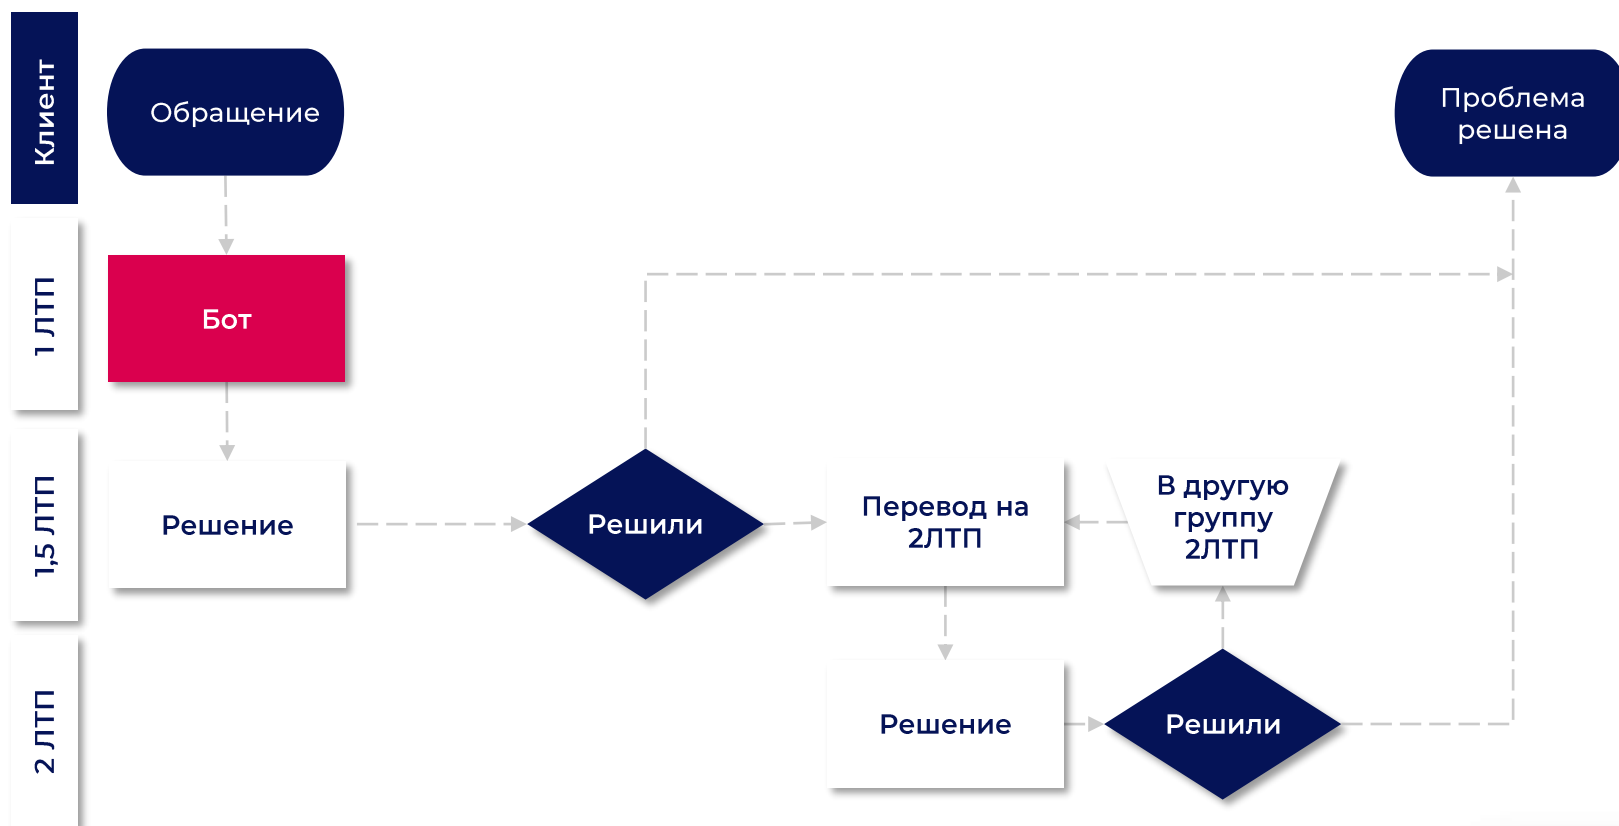 Клиент
Обращение
Проблема
решена
1 ЛТП
Бот
1,5 ЛТП
Решение
Решили
Перевод на
2ЛТП
В другую
группу
2ЛТП
2 ЛТП
Решение
Решили